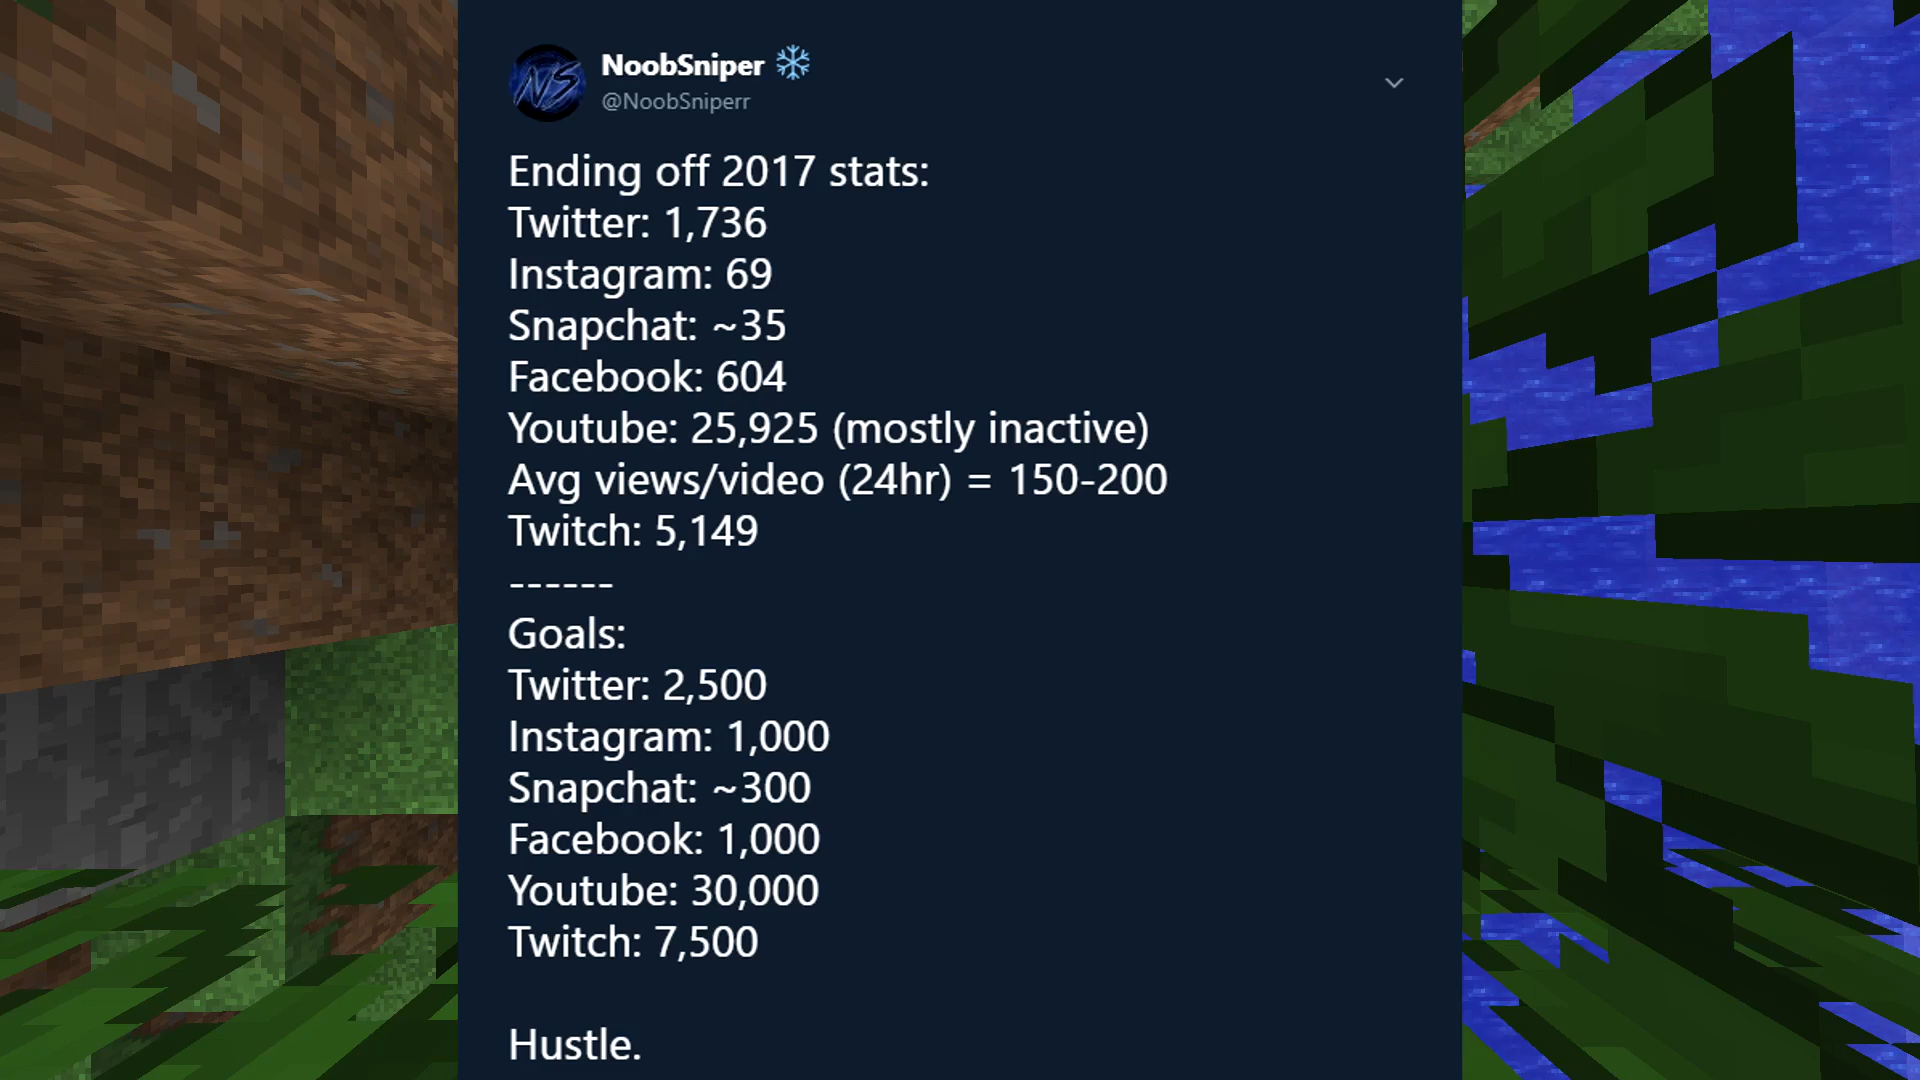 NoobSniper ❄
@NoobSniperr
NS
Ending off 2017 stats:
Twitter: 1,736
Instagram: 69
Snapchat: ~35
Facebook: 604
Youtube: 25,925 (mostly inactive)
Avg views/video (24hr) = 150-200
Twitch: 5,149
------
Goals:
Twitter: 2,500
Instagram: 1,000
Snapchat: ~300
Facebook: 1,000
Youtube: 30,000
Twitch: 7,500
Hustle.